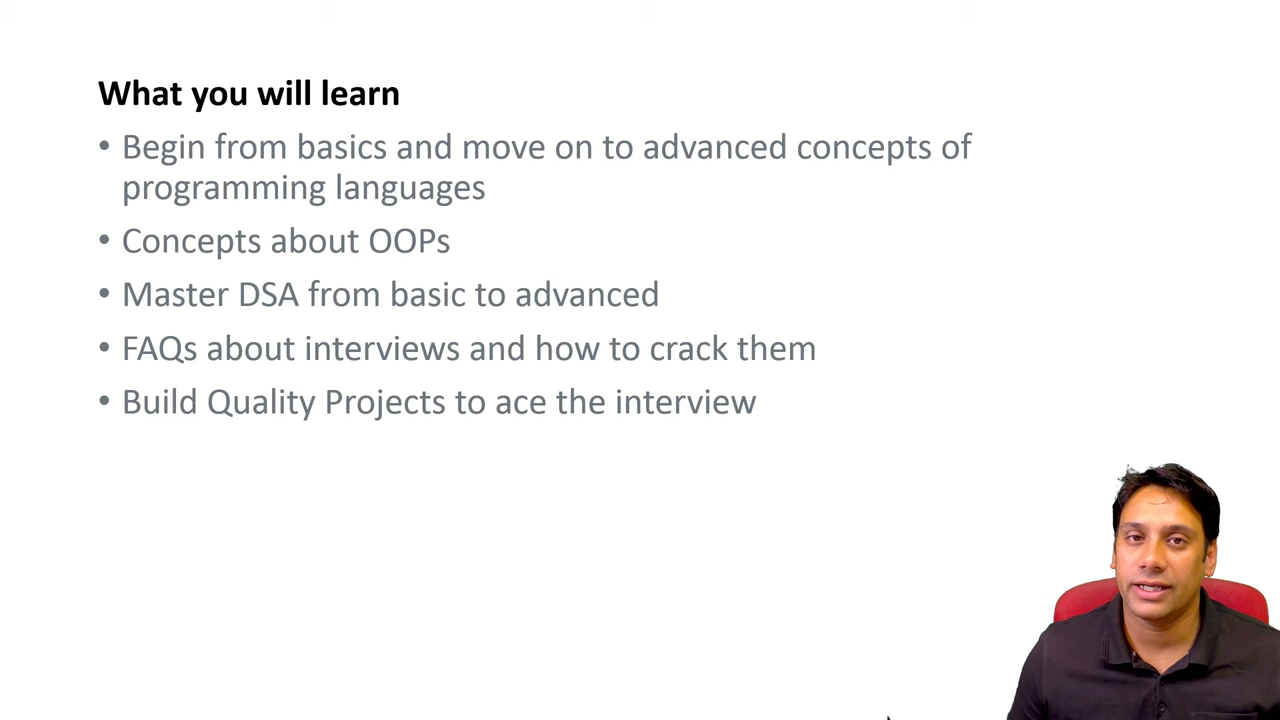 What you will learn
• Begin from basics and move on to advanced concepts of
programming languages
• Concepts about OOPs
• Master DSA from basic to advanced
• FAQs about interviews and how to crack them
• Build Quality Projects to ace the interview